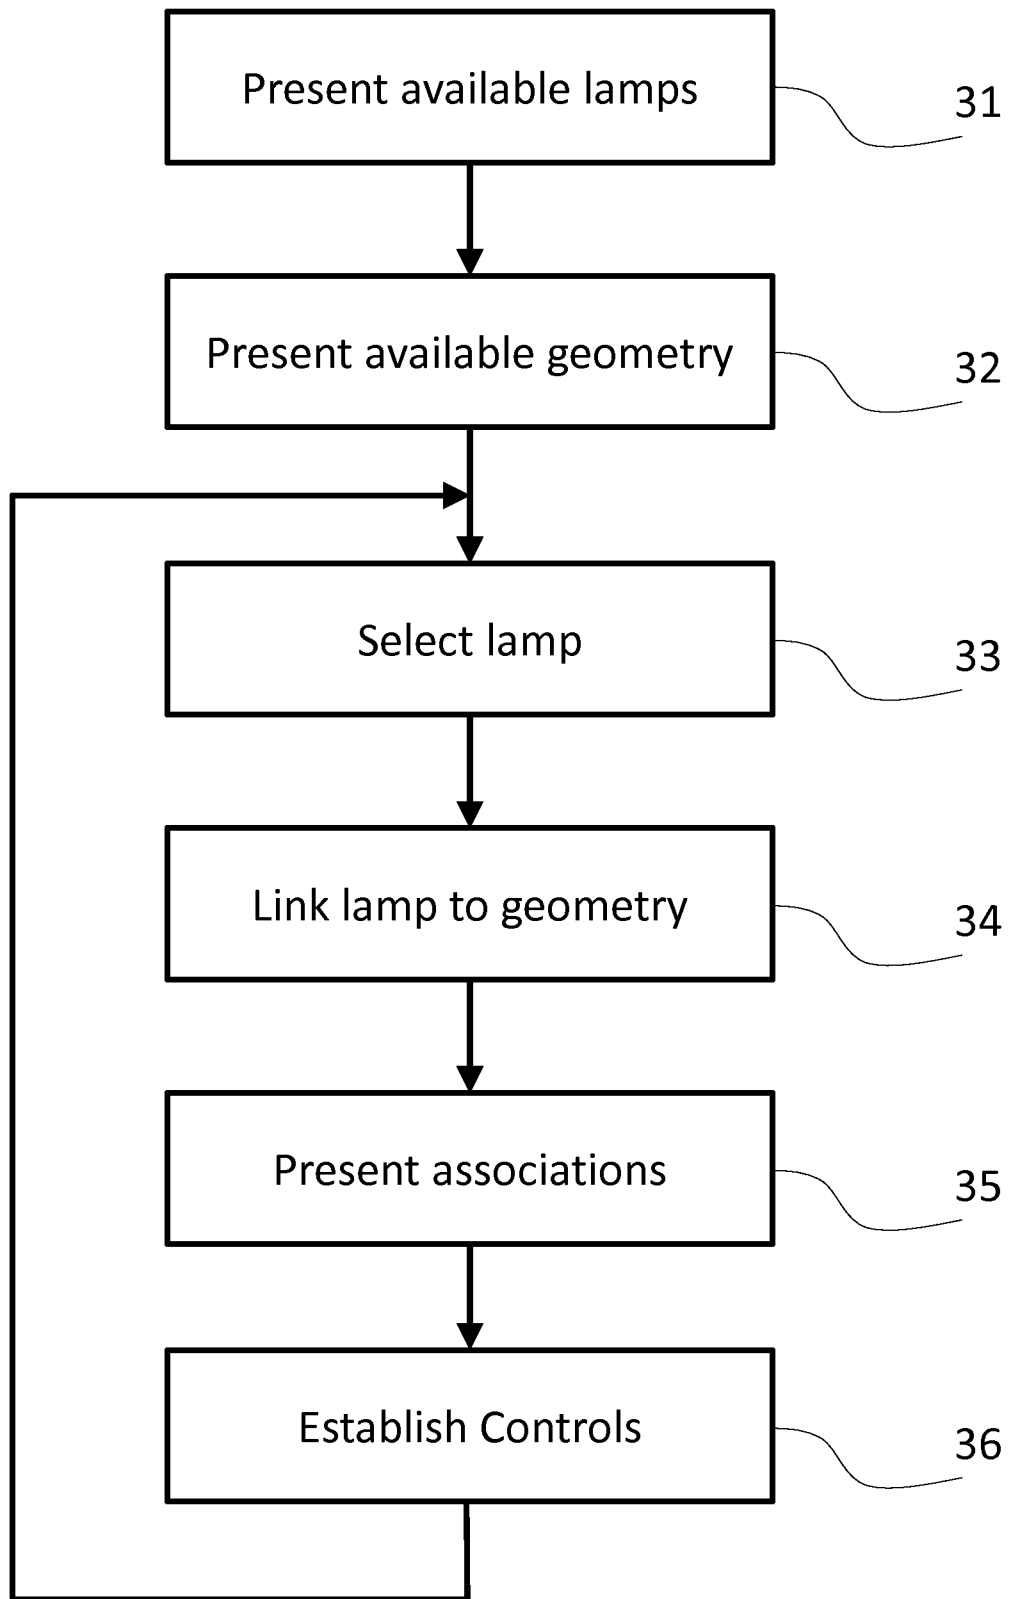 Present available lamps
31
Present available geometry
32
Select lamp
33
Link lamp to geometry
34
Present associations
35
Establish Controls
36